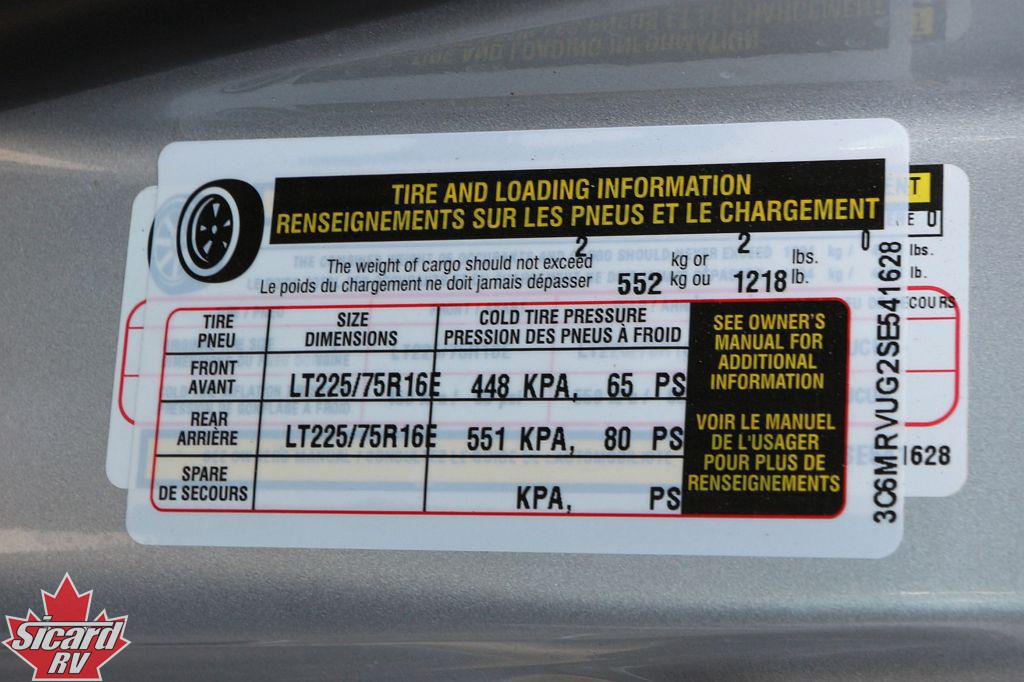 TIRE AND LOADING INFORMATION
RENSEIGNEMENTS SUR LES PNEUS ET LE CHARGEMENT
2 2 0
The weight of cargo should not exceed kg or lbs.
Le poids du chargement ne doit jamais dépasser 552 kg ou 1218 lb.
TIRE
PNEU
SIZE
DIMENSIONS
COLD TIRE PRESSURE
PRESSION DES PNEUS À FROID
FRONT
AVANT
LT225/75R16E 448 KPA, 65 PS
REAR
ARRIÈRE
LT225/75R16E 551 KPA, 80 PS
SPARE
DE SECOURS
KPA, PS
SEE OWNER'S
MANUAL FOR
ADDITIONAL
INFORMATION
VOIR LE MANUEL
DE L'USAGER
POUR PLUS DE
RENSEIGNEMENTS
3C6MRVUG2SE541628
T
E 0
lbs.
lb.
COURS
1628
Sicard
RV